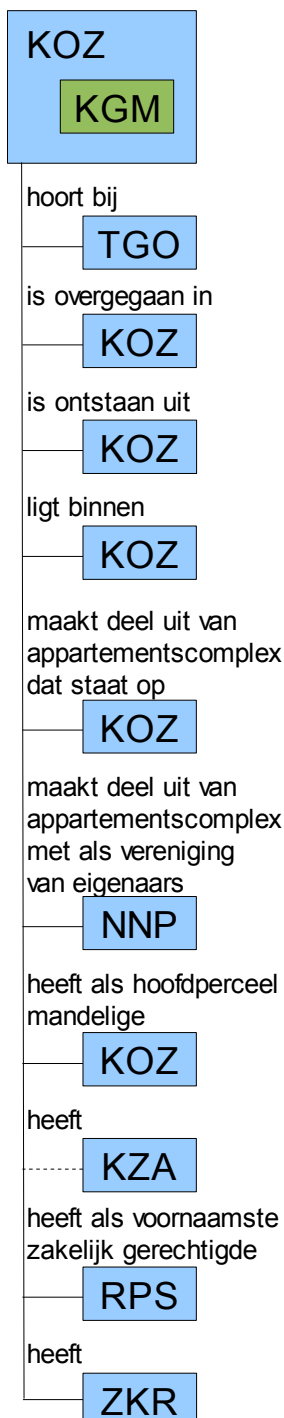 KOZ
KGM
hoort bij
TGO
is overgegaan in
KOZ
is ontstaan uit
KOZ
ligt binnen
KOZ
maakt deel uit van
appartementscomplex
dat staat op
KOZ
maakt deel uit van
appartementscomplex
met als vereniging
van eigenaars
NNP
heeft als hoofdperceel
mandelige
KOZ
heeft
KZA
heeft als voornaamste
zakelijk gerechtigde
RPS
heeft
ZKR